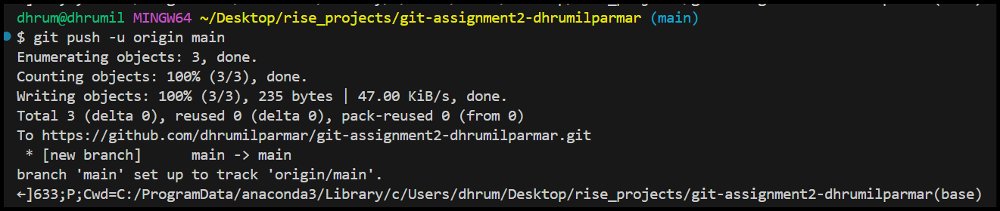 dhrum@dhrumil MINGW64 ~/Desktop/rise_projects/git-assignment2-dhrumilparmar (main)
$ git push -u origin main
Enumerating objects: 3, done.
Counting objects: 100% (3/3), done.
Writing objects: 100% (3/3), 235 bytes | 47.00 KiB/s, done.
Total 3 (delta 0), reused 0 (delta 0), pack-reused 0 (from 0)
To https://github.com/dhrumilparmar/git-assignment2-dhrumilparmar.git
 * [new branch]      main -> main
branch 'main' set up to track 'origin/main'.
←]633;P;Cwd=C:/ProgramData/anaconda3/Library/c/Users/dhrum/Desktop/rise_projects/git-assignment2-dhrumilparmar(base)